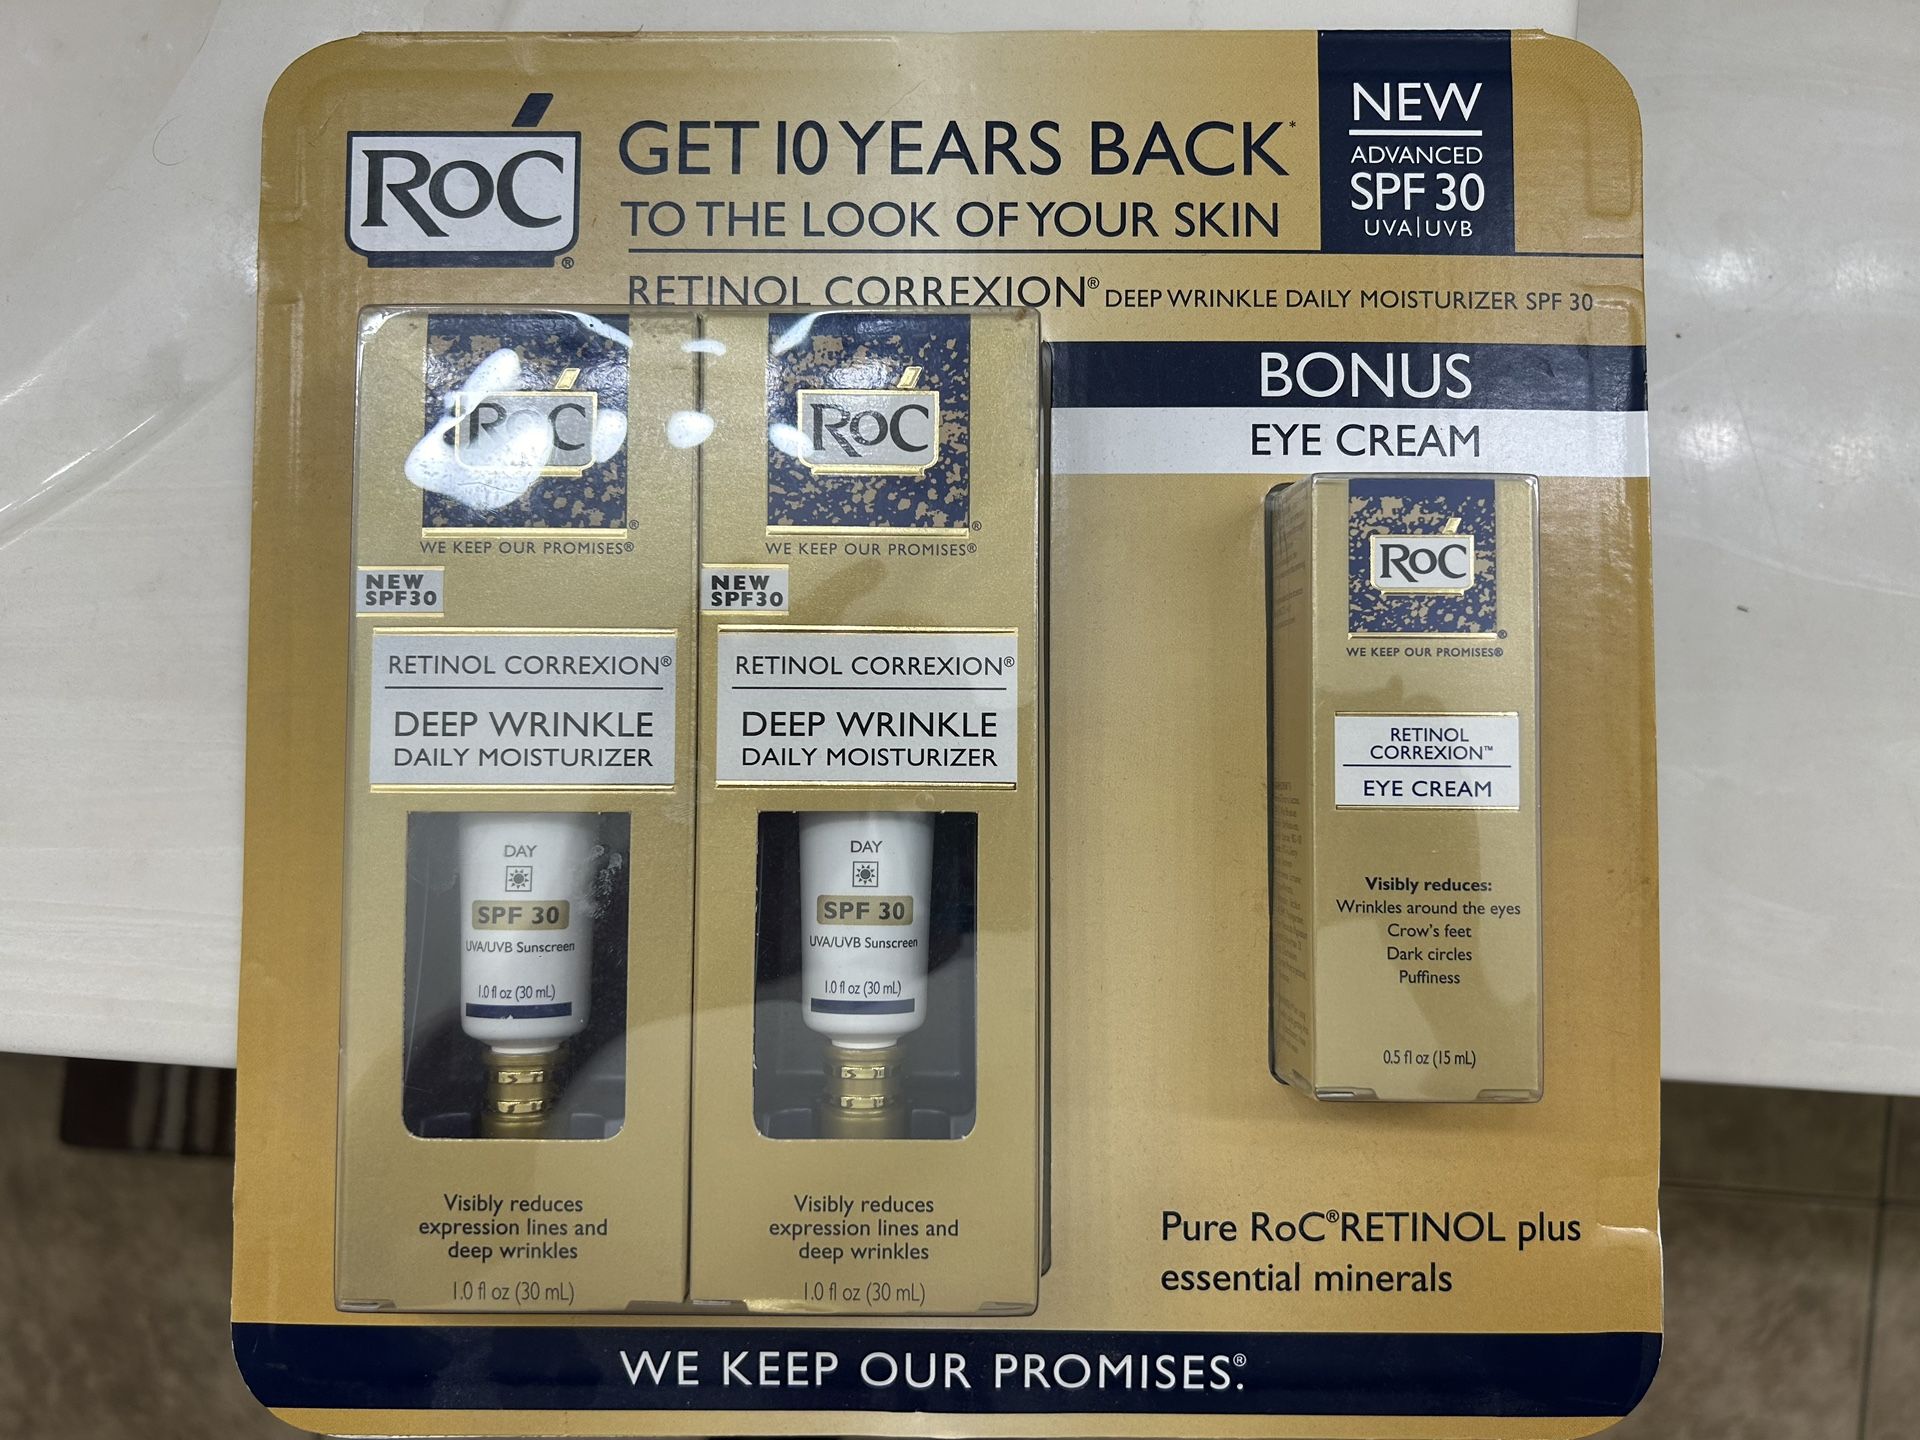 RoC
®
GET 10 YEARS BACK*
TO THE LOOK OF YOUR SKIN
NEW
ADVANCED
SPF 30
UVA|UVB
RETINOL CORREXION® DEEP WRINKLE DAILY MOISTURIZER SPF 30
BONUS
EYE CREAM
RoC
®
WE KEEP OUR PROMISES®
NEW
SPF30
RETINOL CORREXION®
DEEP WRINKLE
DAILY MOISTURIZER
DAY
SPF 30
UVA/UVB Sunscreen
1.0 fl oz (30 mL)
Visibly reduces
expression lines and
deep wrinkles
1.0 fl oz (30 mL)
RoC
®
WE KEEP OUR PROMISES®
NEW
SPF30
RETINOL CORREXION®
DEEP WRINKLE
DAILY MOISTURIZER
DAY
SPF 30
UVA/UVB Sunscreen
1.0 fl oz (30 mL)
Visibly reduces
expression lines and
deep wrinkles
1.0 fl oz (30 mL)
RoC
®
WE KEEP OUR PROMISES®
RETINOL
CORREXION™
EYE CREAM
Visibly reduces:
Wrinkles around the eyes
Crow's feet
Dark circles
Puffiness
0.5 fl oz (15 mL)
Pure RoC® RETINOL plus
essential minerals
WE KEEP OUR PROMISES®.